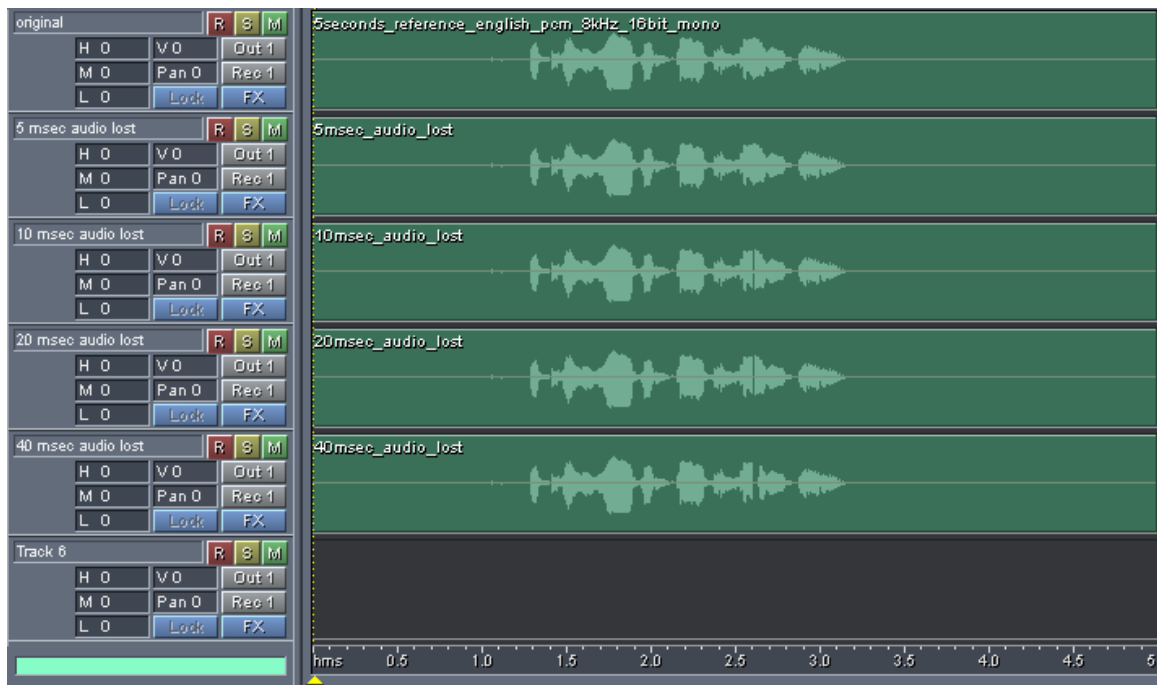 original R S M
H 0 V 0 Out 1
M 0 Pan 0 Rec 1
L 0 Lock FX
5seconds_reference_english_pcm_8kHz_16bit_mono
5 msec audio lost R S M
H 0 V 0 Out 1
M 0 Pan 0 Rec 1
L 0 Lock FX
5msec_audio_lost
10 msec audio lost R S M
H 0 V 0 Out 1
M 0 Pan 0 Rec 1
L 0 Lock FX
10msec_audio_lost
20 msec audio lost R S M
H 0 V 0 Out 1
M 0 Pan 0 Rec 1
L 0 Lock FX
20msec_audio_lost
40 msec audio lost R S M
H 0 V 0 Out 1
M 0 Pan 0 Rec 1
L 0 Lock FX
40msec_audio_lost
Track 6 R S M
H 0 V 0 Out 1
M 0 Pan 0 Rec 1
L 0 Lock FX
hms 0.5 1.0 1.5 2.0 2.5 3.0 3.5 4.0 4.5 5